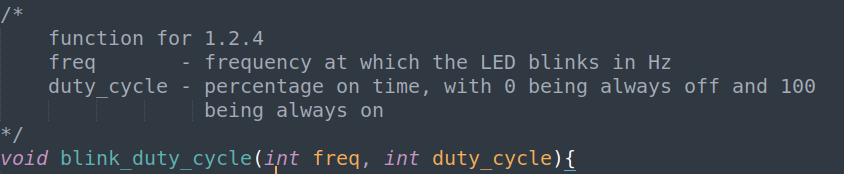 /*
function for 1.2.4
freq - frequency at which the LED blinks in Hz
duty_cycle - percentage on time, with 0 being always off and 100
being always on
*/
void blink_duty_cycle(int freq, int duty_cycle){